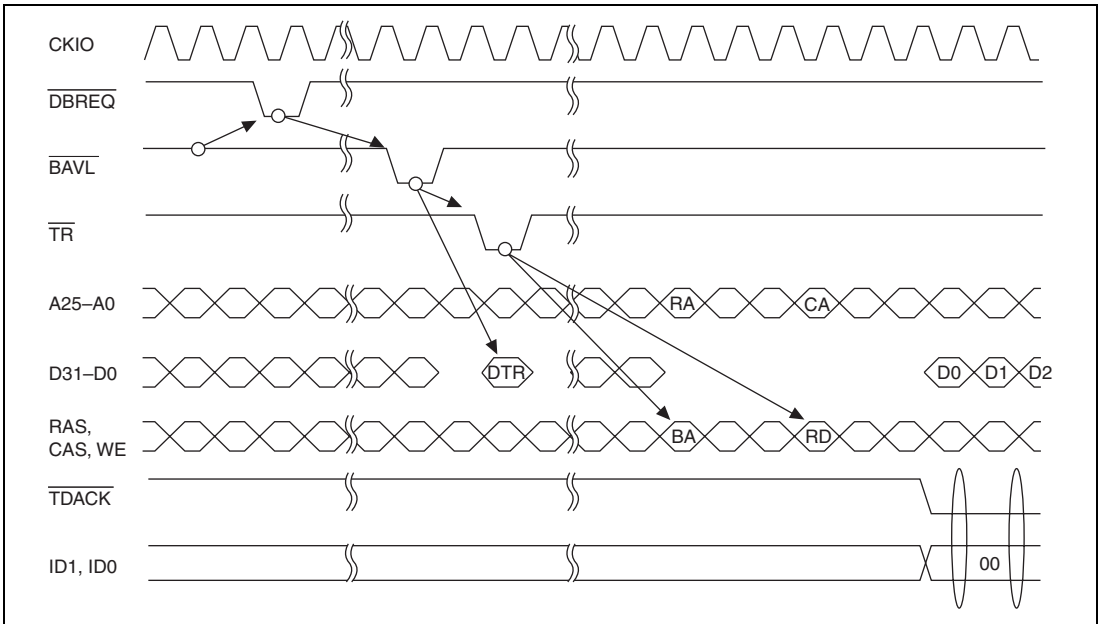 CKIO
DBREQ
BAVL
TR
A25–A0 RA CA
D31–D0 DTR D0 D1 D2
RAS,
CAS, WE BA RD
TDACK
ID1, ID0 00